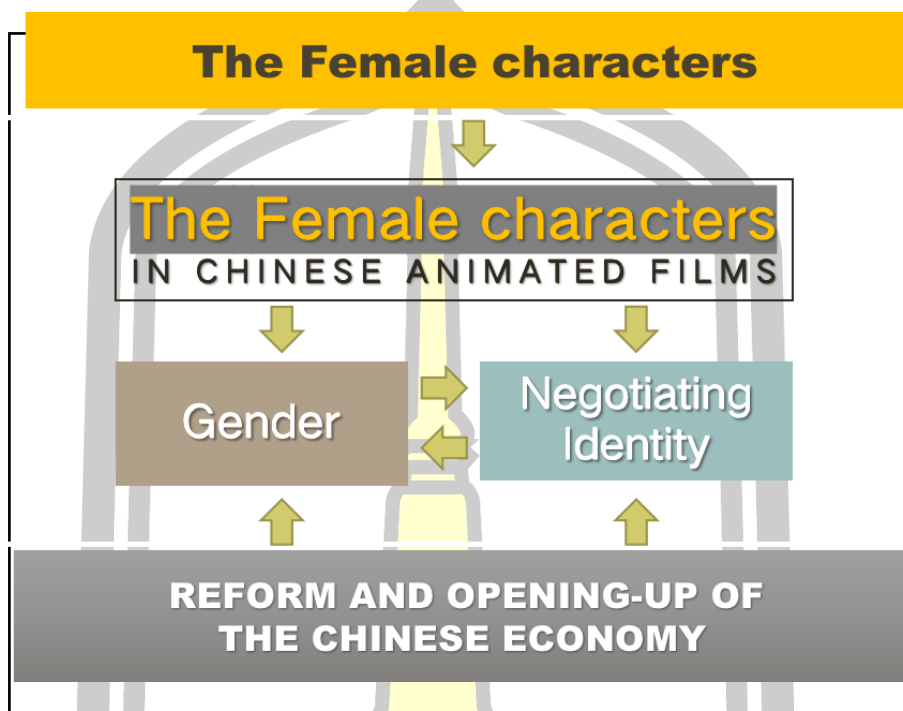 The Female characters
The Female characters
IN CHINESE ANIMATED FILMS
Gender
Negotiating
Identity
REFORM AND OPENING-UP OF
THE CHINESE ECONOMY